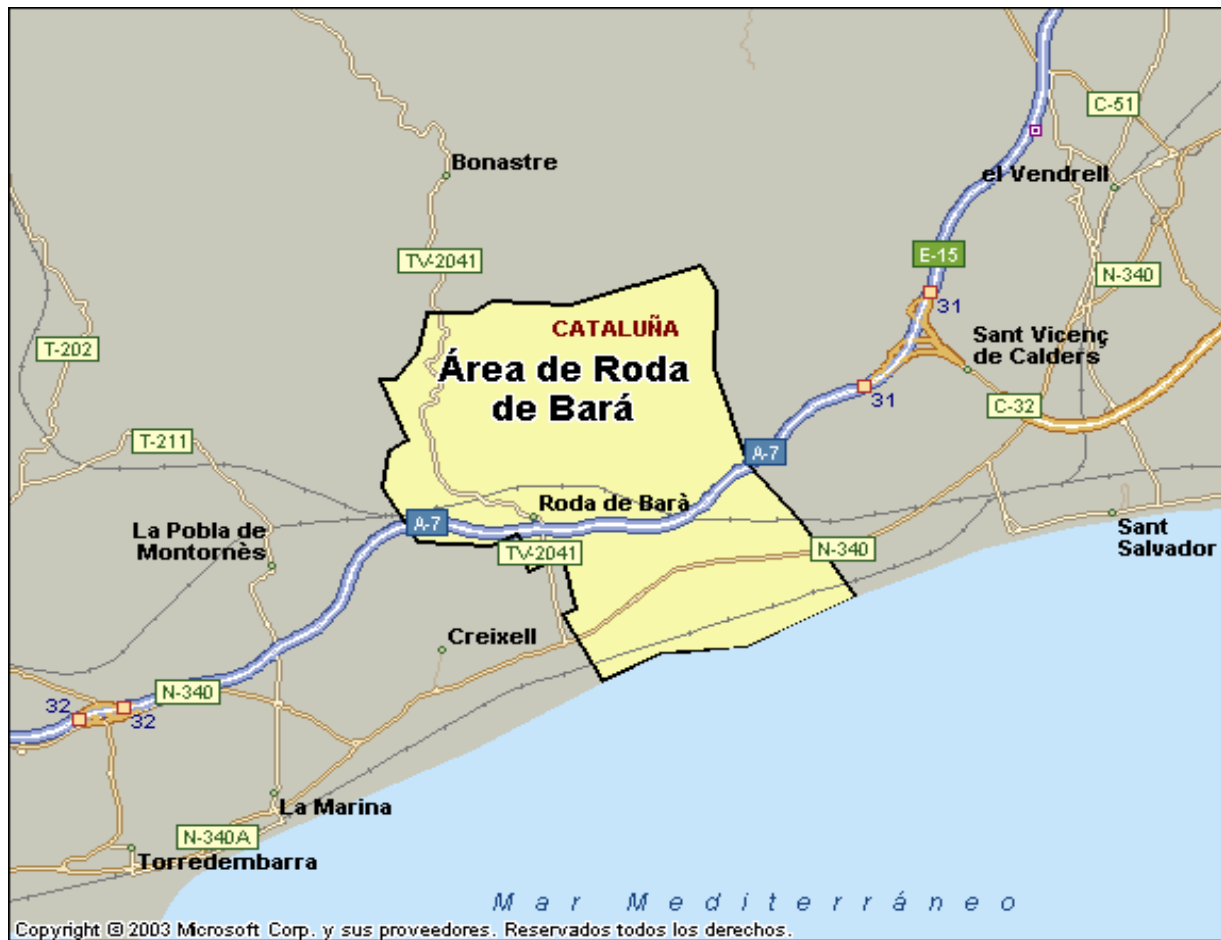 C-51
Bonastre
el Vendrell
TV-2041
E-15
N-340
31
CATALUÑA
Sant Vicenç
de Calders
T-202
Área de Roda
de Bará
31
C-32
T-211
A-7
Roda de Barà
A-7
La Pobla de
Montornès
Sant
Salvador
TV-2041
N-340
Creixell
N-340
32
32
La Marina
N-340A
Torredembarra
Mar Mediterráneo
Copyright © 2003 Microsoft Corp. y sus proveedores. Reservados todos los derechos.